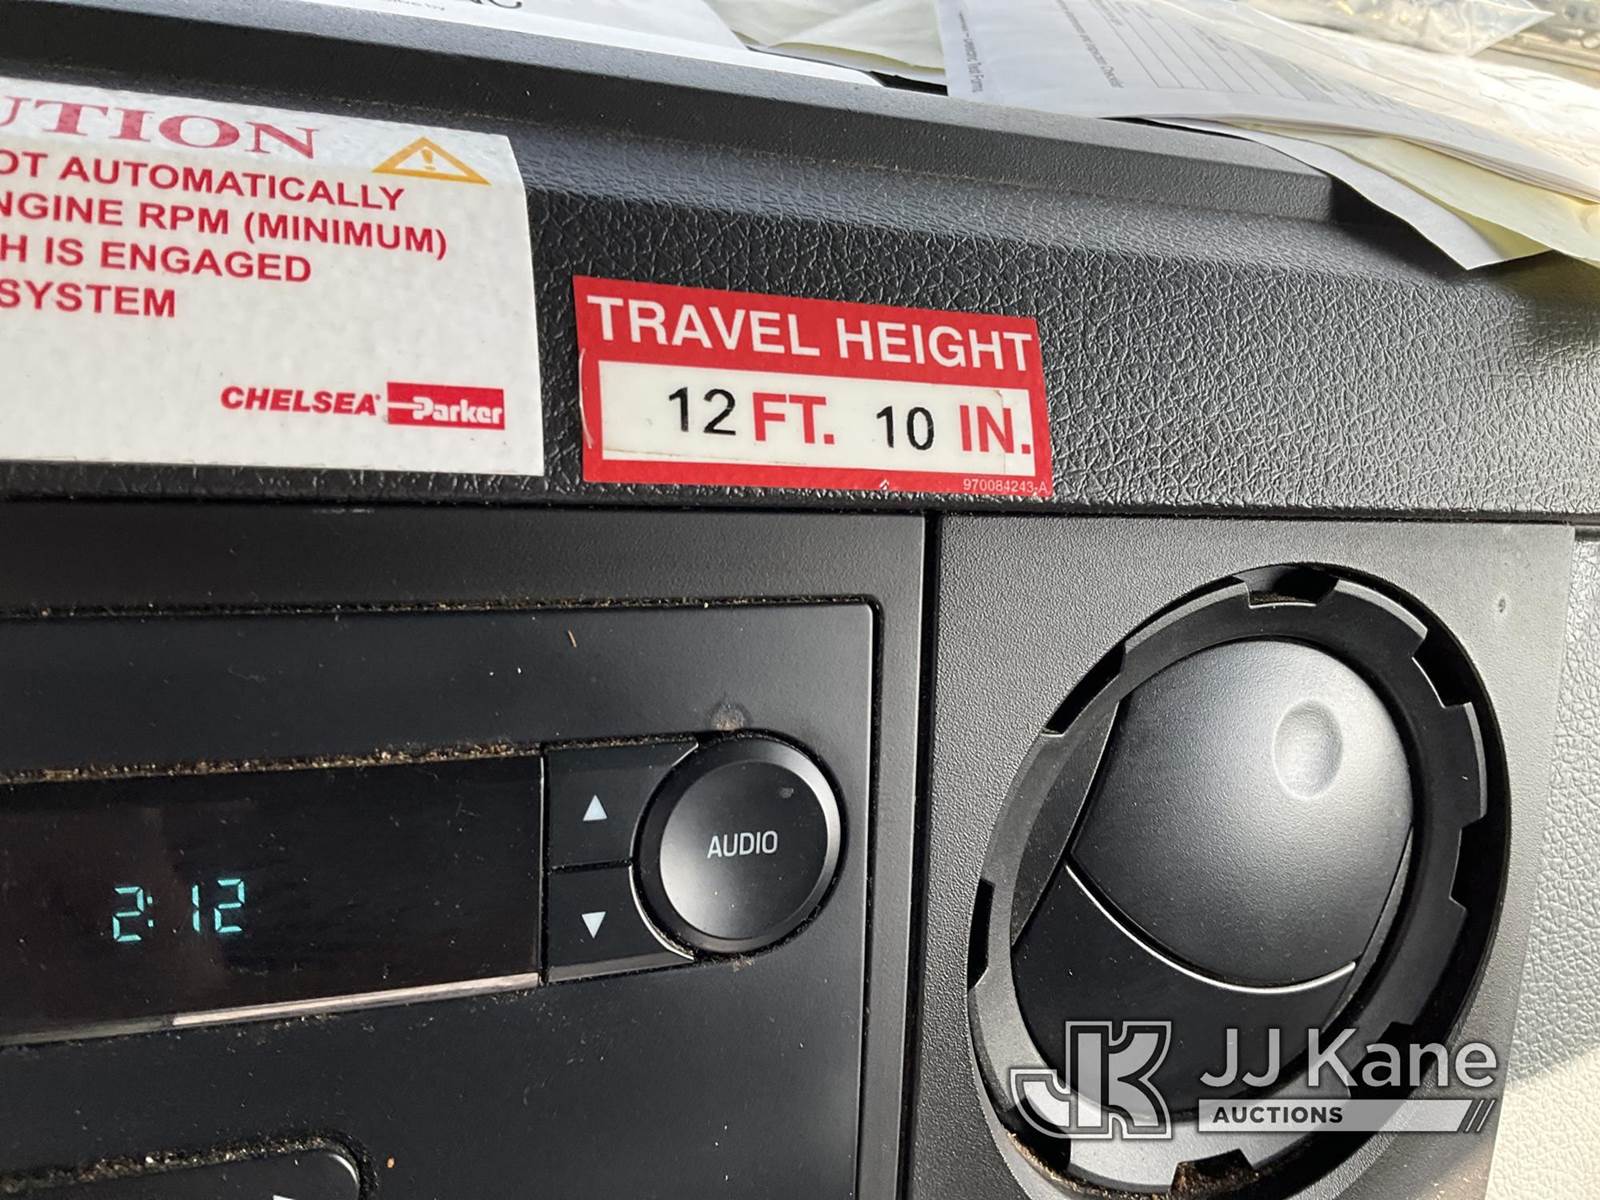 UTION
OT AUTOMATICALLY
NGINE RPM (MINIMUM)
H IS ENGAGED
SYSTEM
CHELSEA Parker
TRAVEL HEIGHT
12 FT. 10 IN.
970084243-A
AUDIO
2:12
JK JJ Kane
AUCTIONS